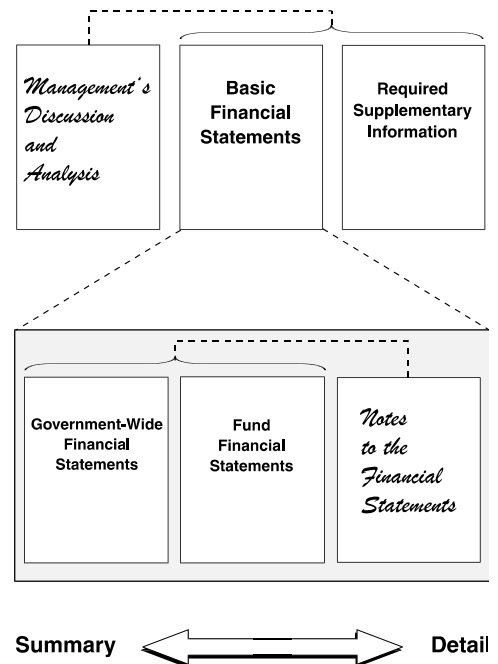 Management's
Discussion
and
Analysis
Basic
Financial
Statements
Required
Supplementary
Information
Government-Wide
Financial
Statements
Fund
Financial
Statements
Notes
to the
Financial
Statements
Summary
Detail